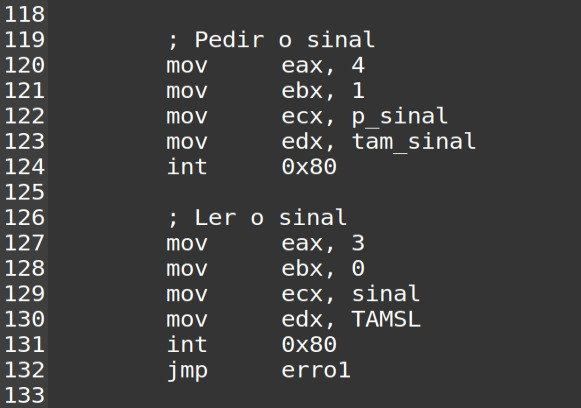 118
119 ; Pedir o sinal
120 mov eax, 4
121 mov ebx, 1
122 mov ecx, p_sinal
123 mov edx, tam_sinal
124 int 0x80
125
126 ; Ler o sinal
127 mov eax, 3
128 mov ebx, 0
129 mov ecx, sinal
130 mov edx, TAMSL
131 int 0x80
132 jmp erro1
133